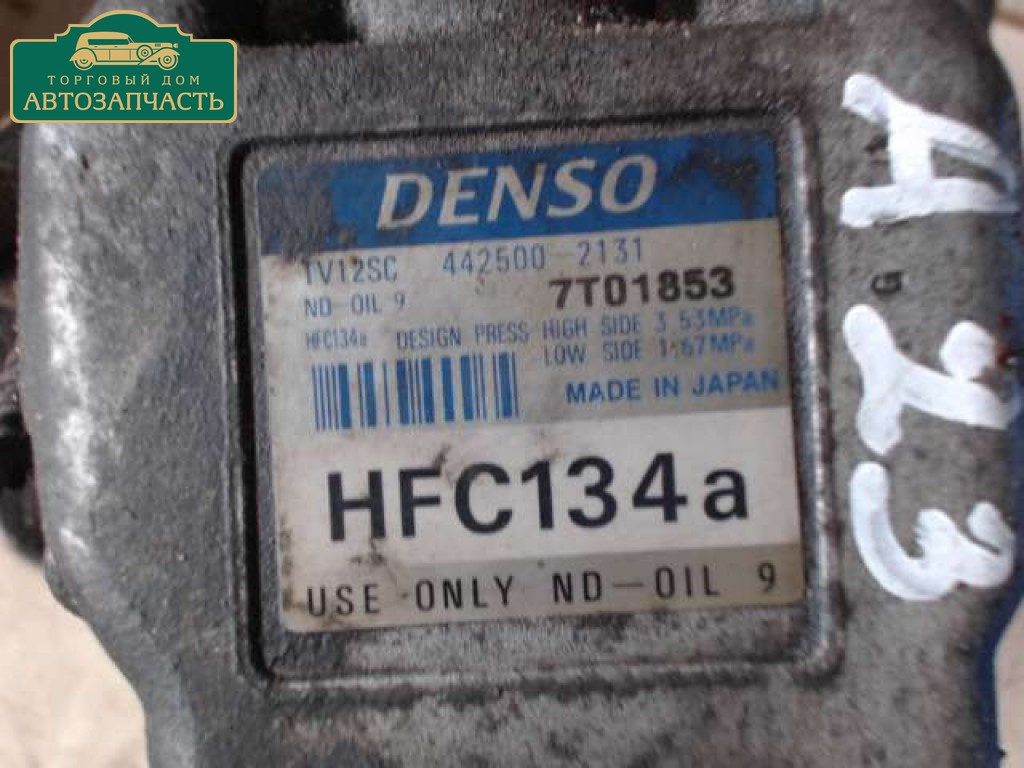 ТОРГОВЫЙ ДОМ
АВТОЗАПЧАСТЬ
DENSO
TV12SC 442500-2131
ND-OIL 9 7T01853
HFC134a DESIGN PRESS HIGH SIDE 3.53MPa
LOW SIDE 1.67MPa
MADE IN JAPAN
HFC134a
USE ONLY ND-OIL 9
A23
G